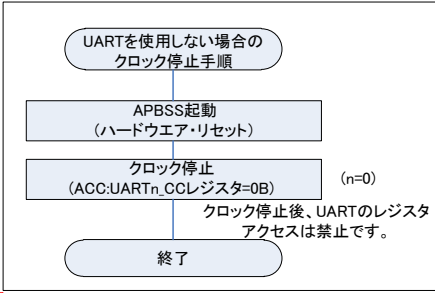 UARTを使用しない場合の
クロック停止手順
APBSS起動
（ハードウエア・リセット）
クロック停止
（ACC:UARTn_CCレジスタ=0B）
（n=0）
クロック停止後、UARTのレジスタ
アクセスは禁止です。
終了